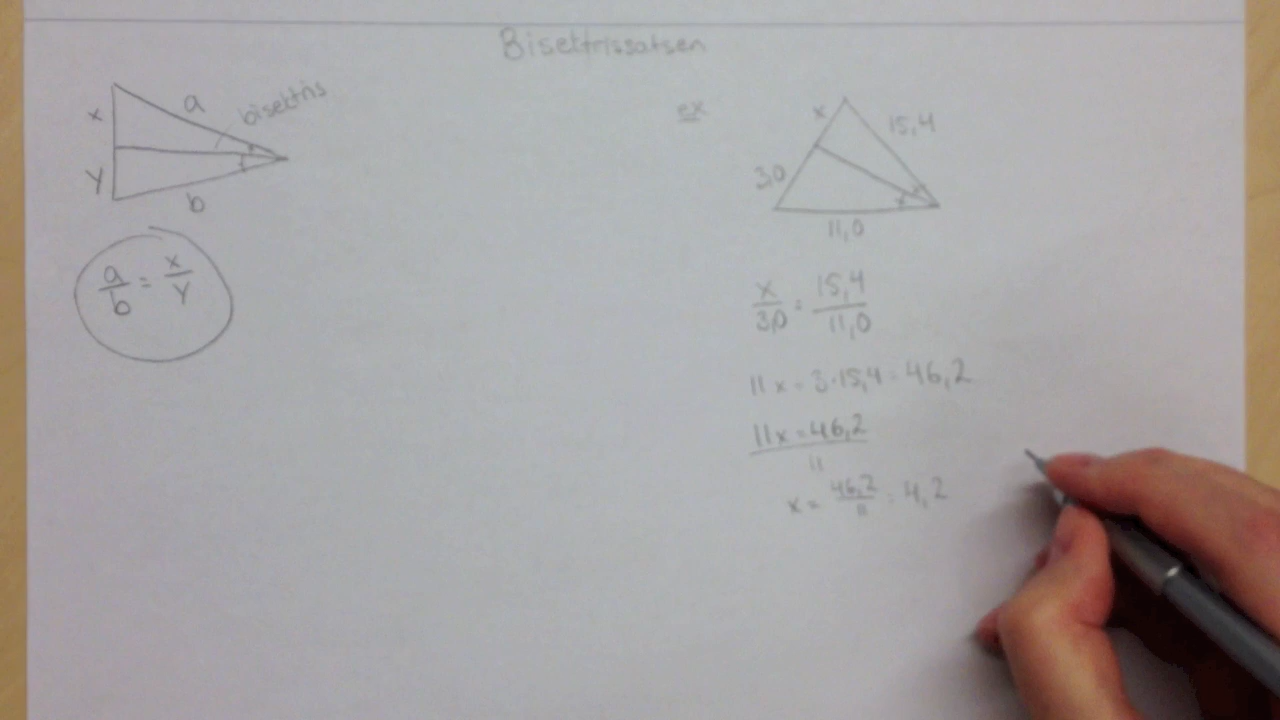 Bisektrissatsen
x
a
bisektris
y
b
a/b = x/y
ex
x
15,4
3,0
11,0
x/3,0 = 15,4/11,0
11x = 3·15,4 = 46,2
11x = 46,2
11
x = 46,2/11 = 4,2